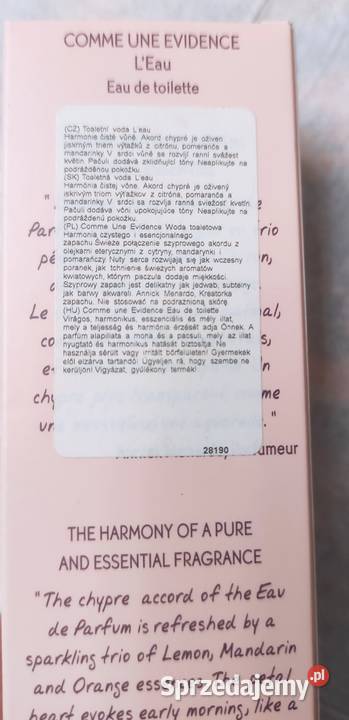 COMME UNE EVIDENCE
L'Eau
Eau de toilette
(CZ) Toaletní voda L'eau
Harmonie čisté vůně. Akord chypré je oživen
jiskrným triem výtažků z citrónu, pomeranče a
mandarinky. V srdci vůně se rozvíjí ranní svěžest
květin. Pačuli dodává zklidňující tóny. Neaplikujte na
podrážděnou pokožku.
(SK) Toaletná voda L'eau
Harmónia čistej vône. Akord chypré je oživený
iskrivým triom výťažkov z citrónu, pomaranča a
mandarínky. V srdci sa rozvíja ranná sviežosť kvetín.
Pačuli dodáva vôni upokojujúce tóny. Neaplikujte na
podráždenú pokožku.
(PL) Comme Une Evidence Woda toaletowa
Harmonia czystego i esencjonalnego
zapachu. Świeże połączenie szyprowego akordu z
olejkami eterycznymi z cytryny, mandarynki i
pomarańczy. Nuty serca rozwijają się jak wczesny
poranek, jak tchnienie świeżych aromatów
kwiatowych, którym paczula dodaje miękkości.
Szyprowy zapach jest delikatny jak jedwab, subtelny
jak barwy akwareli. Annick Menardo, Kreatorka
zapachu. Nie stosować na podrażnioną skórę.
(HU) Comme une Evidence Eau de toilette
Virágos, harmonikus, esszenciális és mély illat,
mely a teljesség és harmónia érzését adja Önnek. A
parfüm alapillata a moha és a pacsuli, mely az illat
nyugtató és harmonikus hatását biztosítja. Ne
használja sérült vagy irritált bőrfelületen! Gyermekek
elől elzárva tartandó! Ügyeljen rá, hogy szembe ne
kerüljön! Vigyázat, gyúlékony termék!
28190
THE HARMONY OF A PURE
AND ESSENTIAL FRAGRANCE
"The chypre accord of the Eau
de Parfum is refreshed by a
sparkling trio of Lemon, Mandarin
and Orange
heart evokes early morning, like a
Sprzedajemy.pl